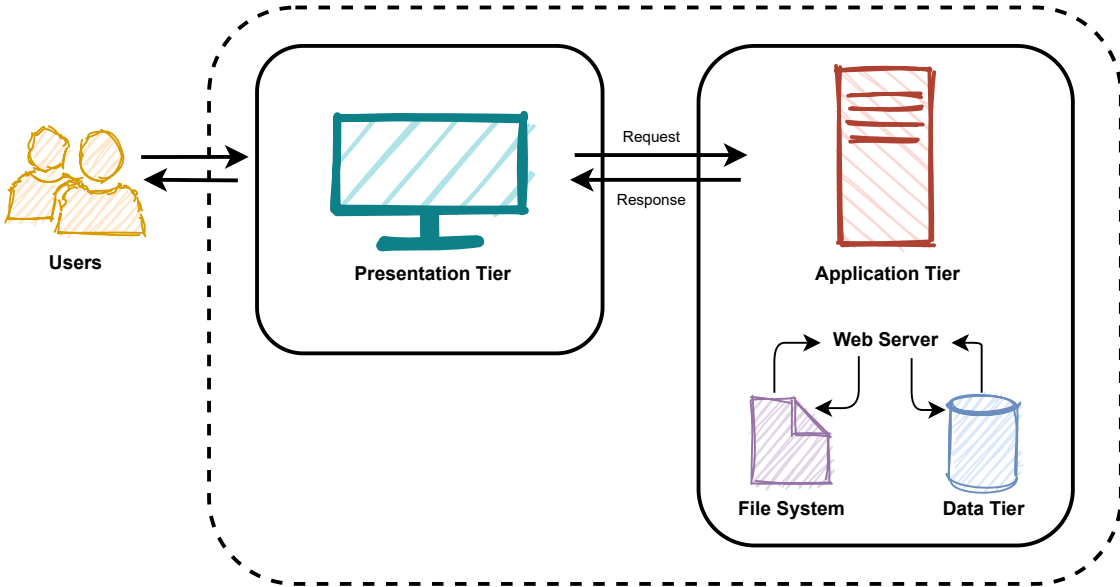 Request
Response
Users
Presentation Tier
Application Tier
Web Server
File System
Data Tier